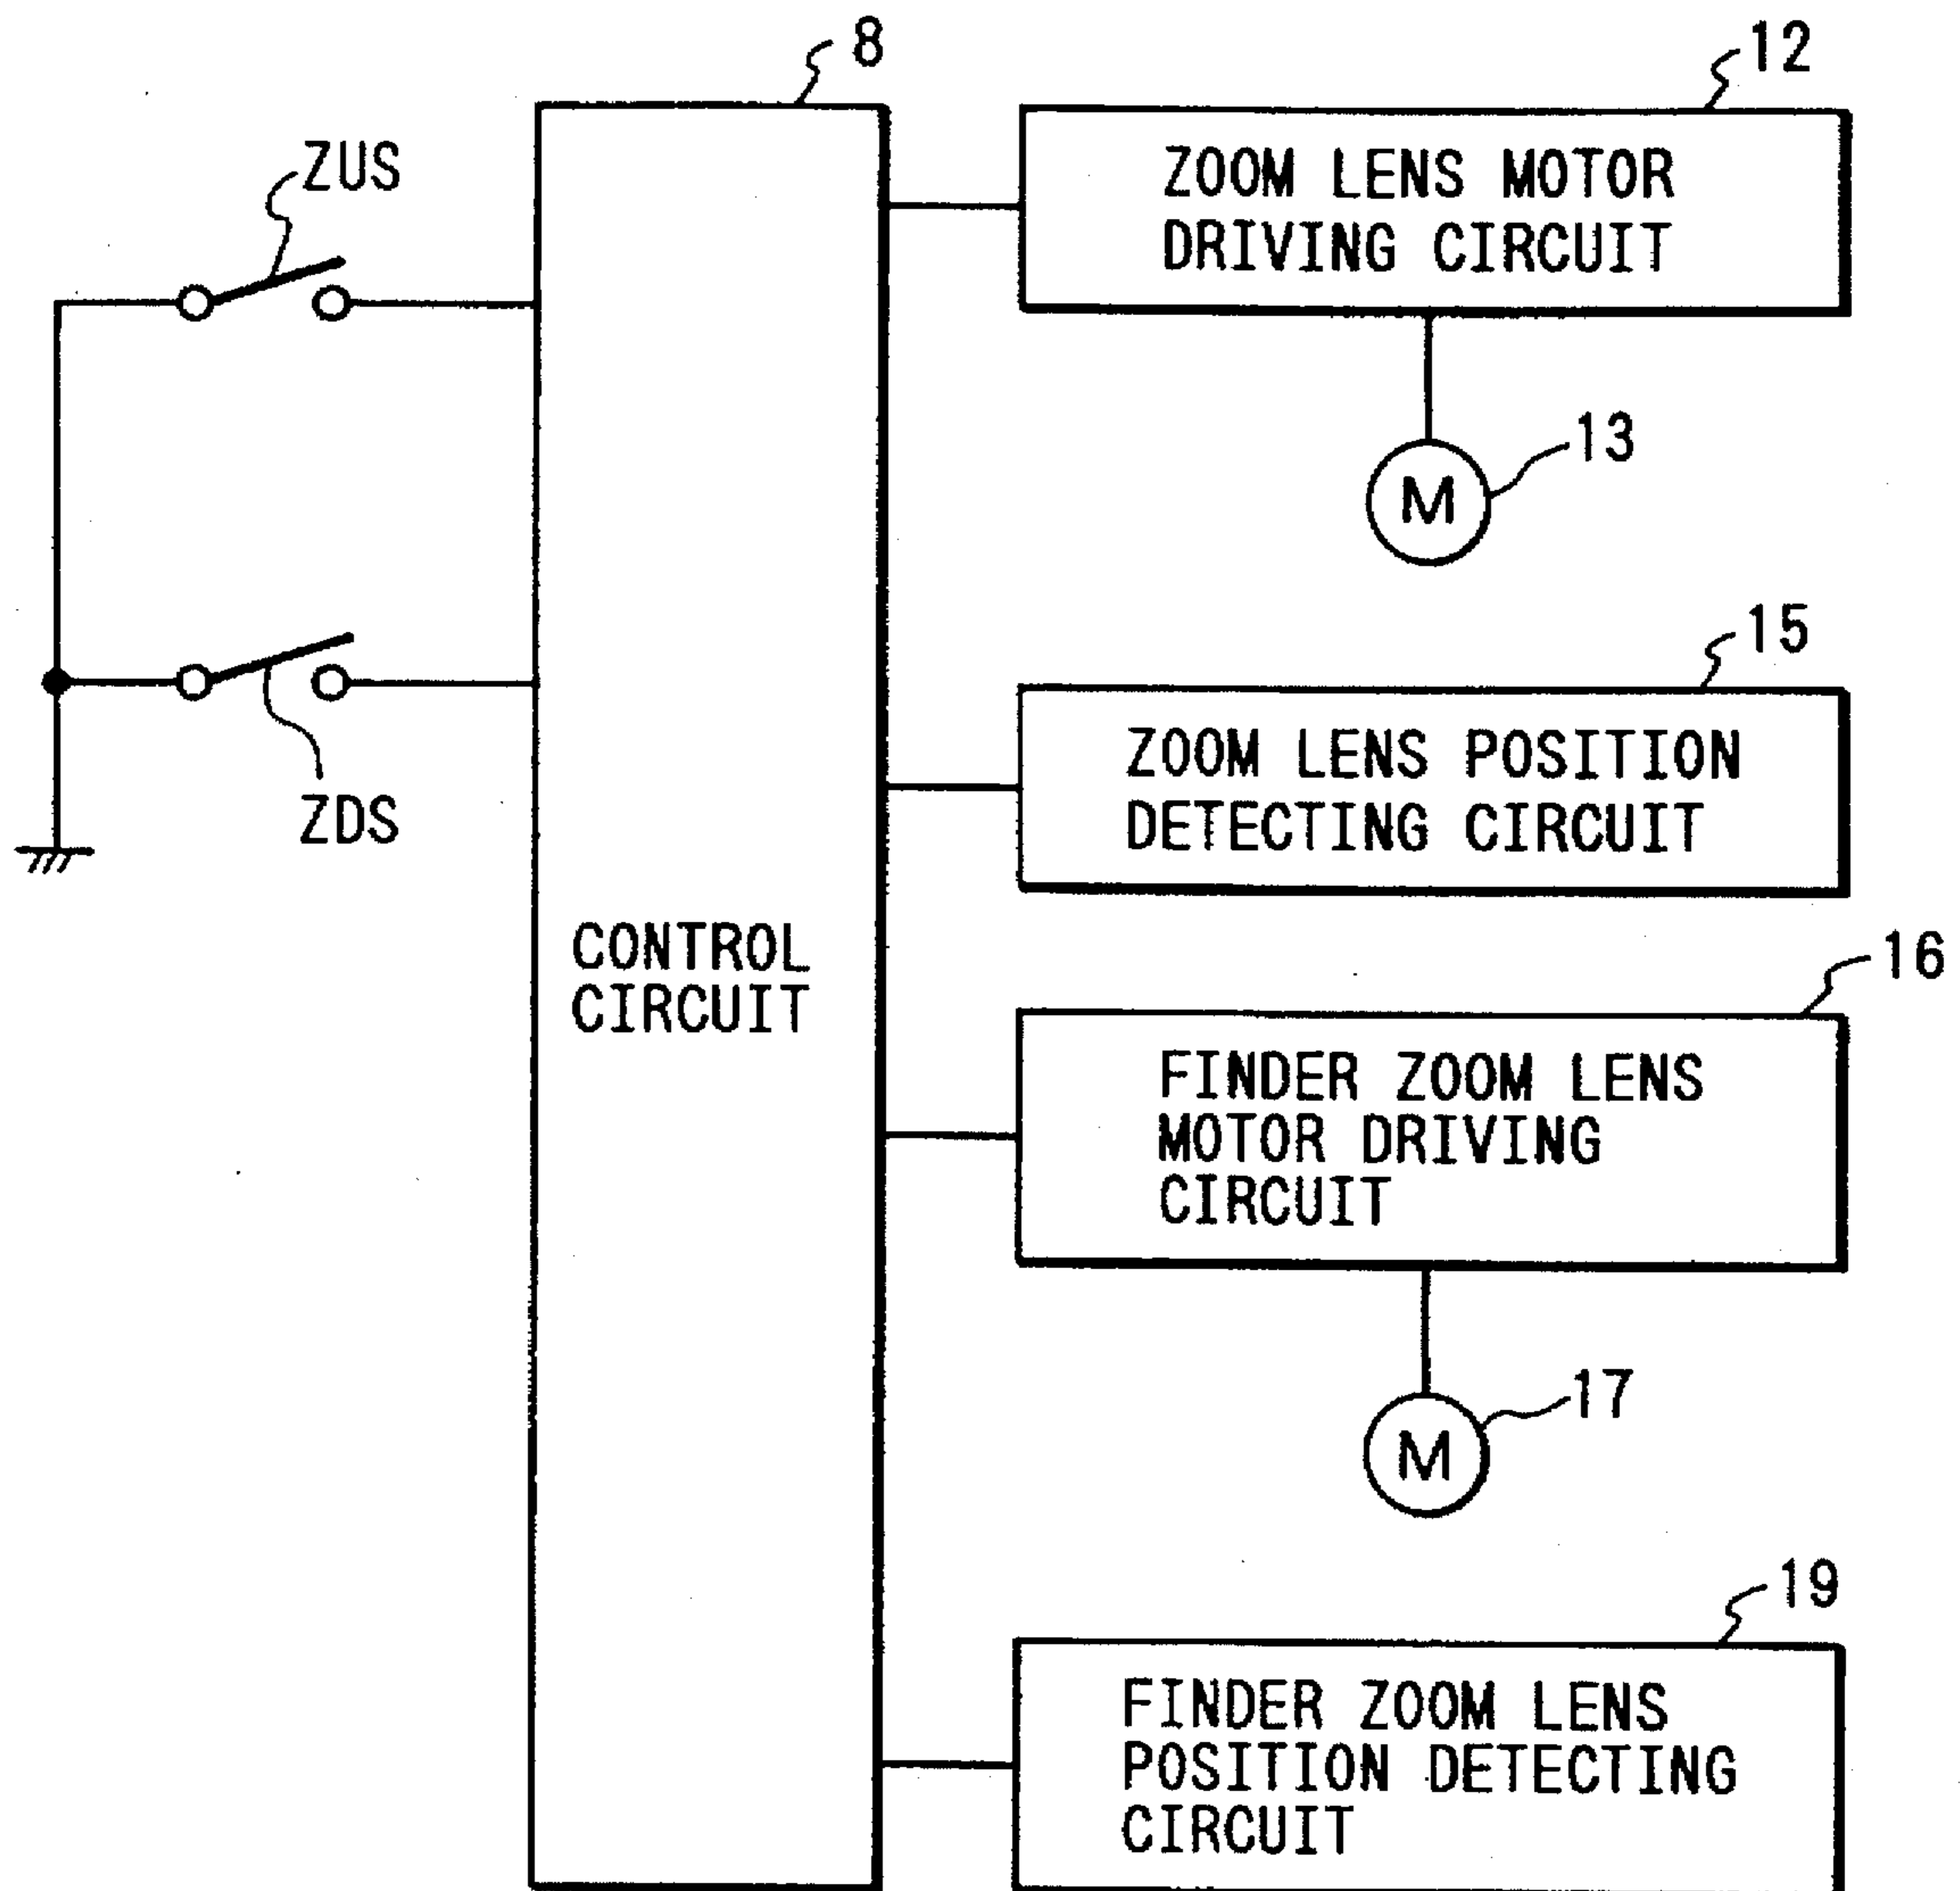 8
12
ZUS
ZOOM LENS MOTOR
DRIVING CIRCUIT
13
M
15
ZOOM LENS POSITION
DETECTING CIRCUIT
ZDS
CONTROL
CIRCUIT
16
FINDER ZOOM LENS
MOTOR DRIVING
CIRCUIT
17
M
19
FINDER ZOOM LENS
POSITION DETECTING
CIRCUIT